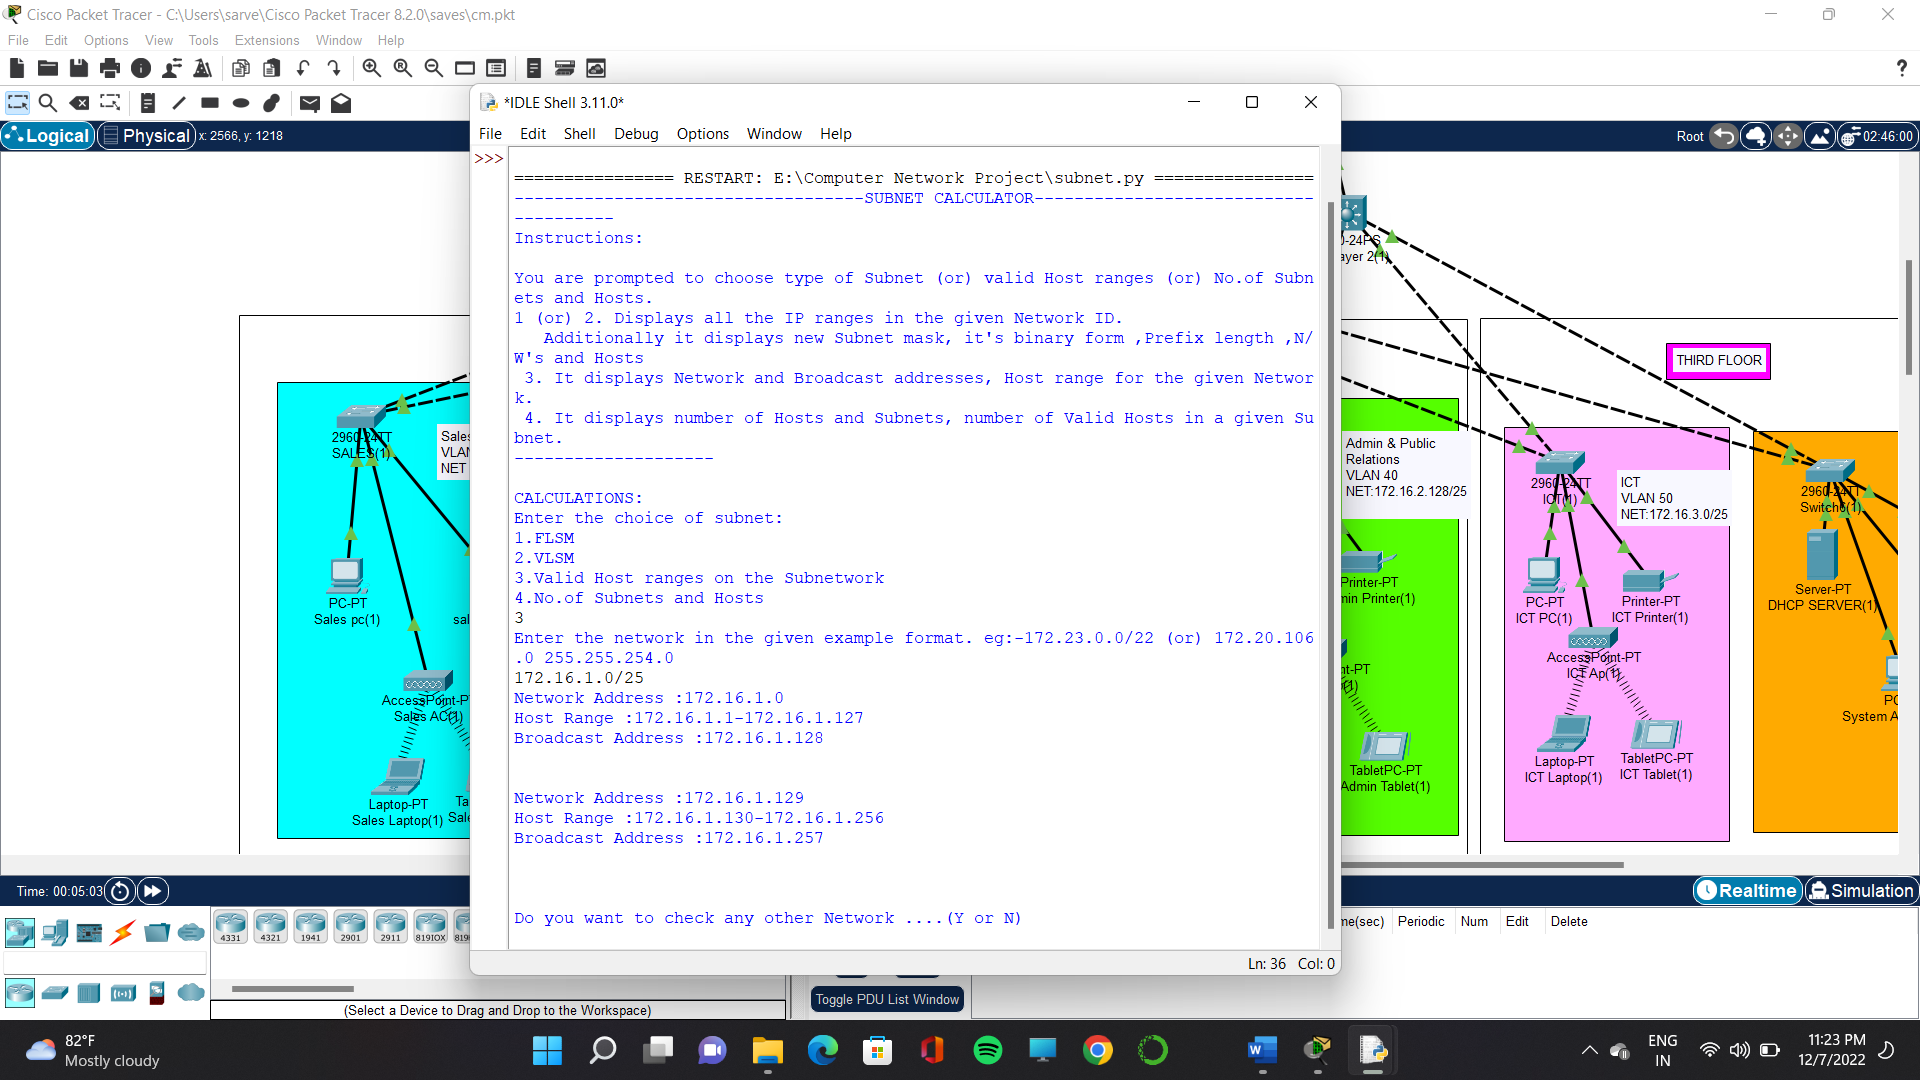 Cisco Packet Tracer - C:\Users\sarve\Cisco Packet Tracer 8.2.0\saves\cm.pkt
File Edit Options View Tools Extensions Window Help
Logical Physical x: 2566, y: 1218
Root 02:46:00
*IDLE Shell 3.11.0*
File Edit Shell Debug Options Window Help
>>>
================ RESTART: E:\Computer Network Project\subnet.py ================
-----------------------------------SUBNET CALCULATOR----------------------------
----------
Instructions:
You are prompted to choose type of Subnet (or) valid Host ranges (or) No.of Subn
ets and Hosts.
1 (or) 2. Displays all the IP ranges in the given Network ID.
Additionally it displays new Subnet mask, it's binary form ,Prefix length ,N/
W's and Hosts
3. It displays Network and Broadcast addresses, Host range for the given Networ
k.
4. It displays number of Hosts and Subnets, number of Valid Hosts in a given Su
bnet.
--------------------
CALCULATIONS:
Enter the choice of subnet:
1.FLSM
2.VLSM
3.Valid Host ranges on the Subnetwork
4.No.of Subnets and Hosts
3
Enter the network in the given example format. eg:-172.23.0.0/22 (or) 172.20.106
.0 255.255.254.0
172.16.1.0/25
Network Address :172.16.1.0
Host Range :172.16.1.1-172.16.1.127
Broadcast Address :172.16.1.128
Network Address :172.16.1.129
Host Range :172.16.1.130-172.16.1.256
Broadcast Address :172.16.1.257
Do you want to check any other Network ....(Y or N)
Ln: 36 Col: 0
2960-24TT
SALES(1)
Sales
VLAN
NET
PC-PT
Sales pc(1)
sal
AccessPoint-P
Sales AC(1)
Laptop-PT
Sales Laptop(1)
Ta
Sale
0-24PS
ayer 2(1)
THIRD FLOOR
Admin & Public
Relations
VLAN 40
NET:172.16.2.128/25
Printer-PT
min Printer(1)
nt-PT
TabletPC-PT
Admin Tablet(1)
2960-24TT
ICT(1)
ICT
VLAN 50
NET:172.16.3.0/25
PC-PT
ICT PC(1)
Printer-PT
ICT Printer(1)
AccessPoint-PT
ICT Ap(1)
Laptop-PT
ICT Laptop(1)
TabletPC-PT
ICT Tablet(1)
2960-24TT
Switch6(1)
Server-PT
DHCP SERVER(1)
PC
System A
Time: 00:05:03
Realtime Simulation
4331 4321 1941 2901 2911 819IOX 819
(Select a Device to Drag and Drop to the Workspace)
Toggle PDU List Window
me(sec) Periodic Num Edit Delete
82°F
Mostly cloudy
ENG
IN
11:23 PM
12/7/2022